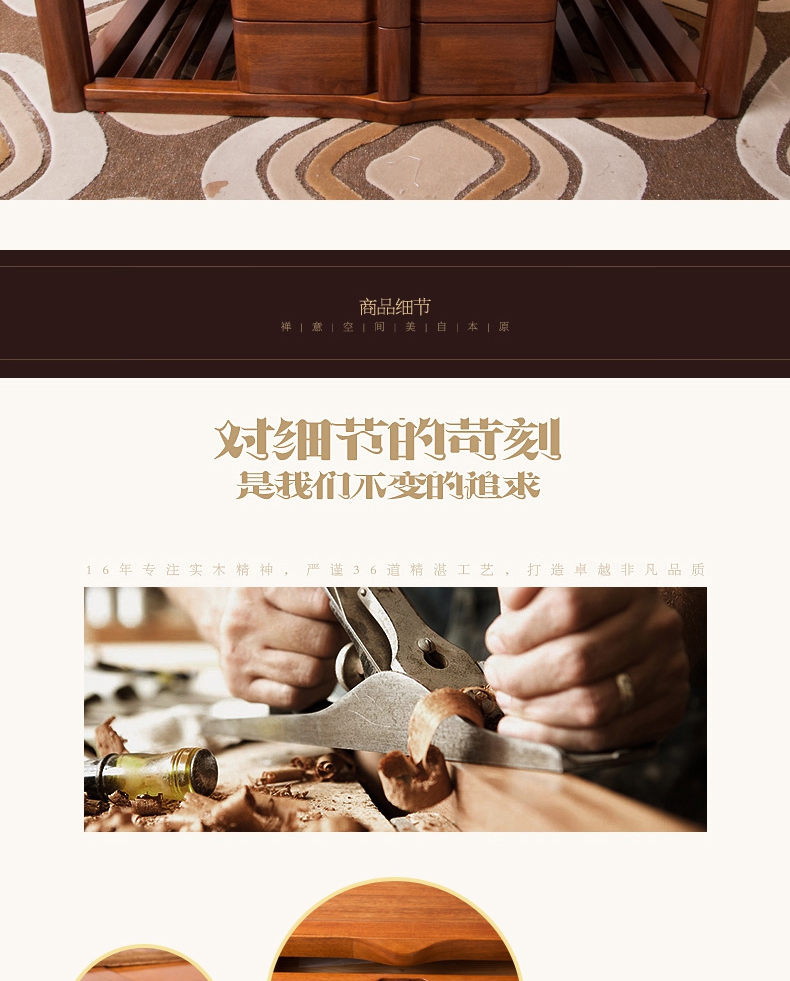 商品细节
禅 | 意 | 空 | 间 | 美 | 自 | 本 | 原
对细节的苛刻
是我们不变的追求
16年专注实木精神，严谨36道精湛工艺，打造卓越非凡品质